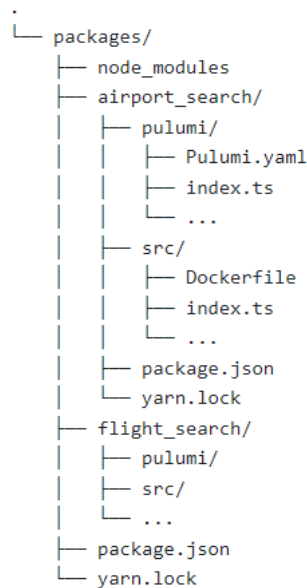 .
└── packages/
    ├── node_modules
    ├── airport_search/
    │   ├── pulumi/
    │   │   ├── Pulumi.yaml
    │   │   ├── index.ts
    │   │   └── ...
    │   ├── src/
    │   │   ├── Dockerfile
    │   │   ├── index.ts
    │   │   └── ...
    │   ├── package.json
    │   └── yarn.lock
    ├── flight_search/
    │   ├── pulumi/
    │   ├── src/
    │   └── ...
    ├── package.json
    └── yarn.lock